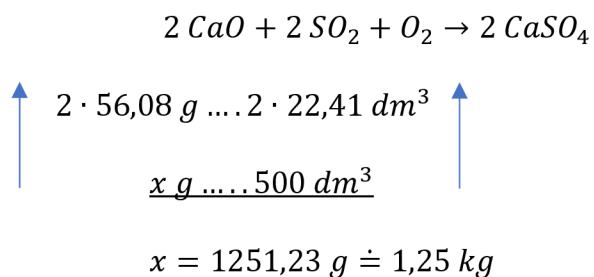 2 CaO + 2 SO₂ + O₂ → 2 CaSO₄
2 · 56,08 g … . 2 · 22,41 dm³
x g … . . 500 dm³
x = 1251,23 g ≐ 1,25 kg